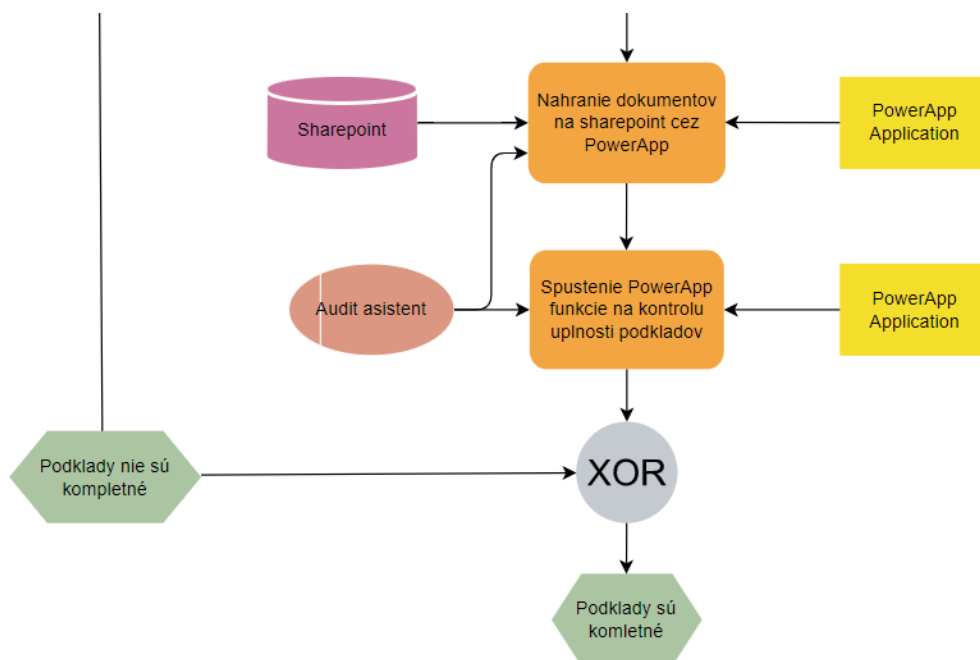 Nahranie dokumentov
na sharepoint cez
PowerApp
Sharepoint
PowerApp
Application
Audit asistent
Spustenie PowerApp
funkcie na kontrolu
uplnosti podkladov
PowerApp
Application
Podklady nie sú
kompletné
XOR
Podklady sú
komletné